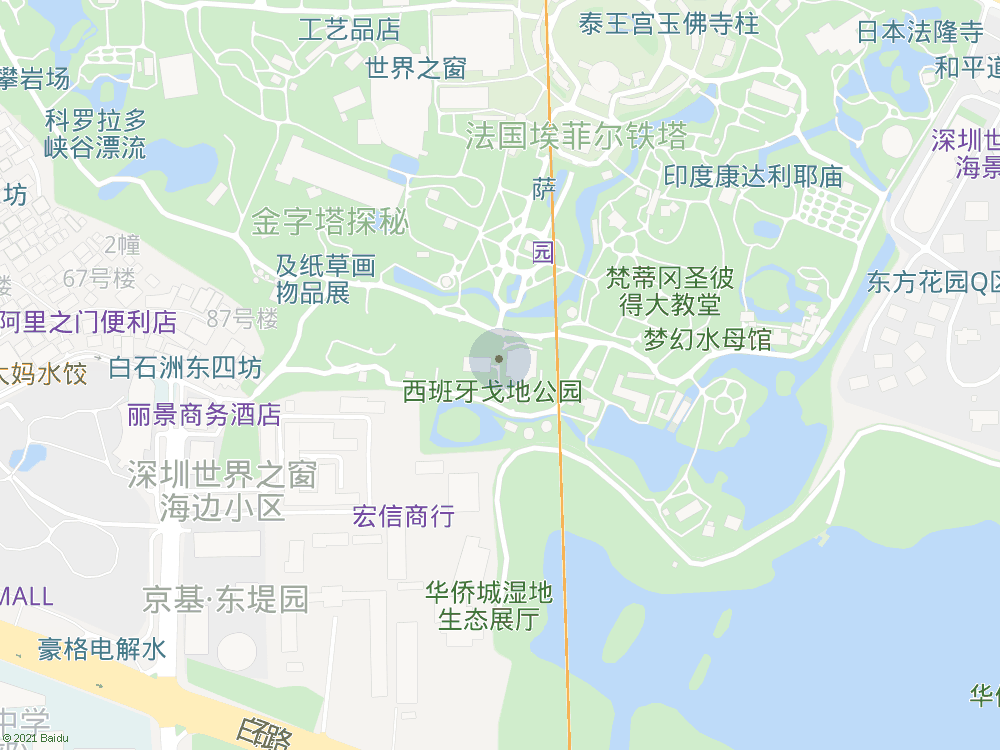 工艺品店
泰王宫玉佛寺柱
日本法隆寺
世界之窗
攀岩场
和平道
科罗拉多
峡谷漂流
法国埃菲尔铁塔
深圳世
海景
坊
萨
印度康达利耶庙
金字塔探秘
2幢
园
67号楼
及纸草画
物品展
梵蒂冈圣彼
得大教堂
东方花园Q区
楼
阿里之门便利店
87号楼
梦幻水母馆
大妈水饺
白石洲东四坊
西班牙戈地公园
丽景商务酒店
深圳世界之窗
海边小区
宏信商行
MALL
京基·东堤园
华侨城湿地
生态展厅
豪格电解水
华侨
中学
白石路
© 2021 Baidu